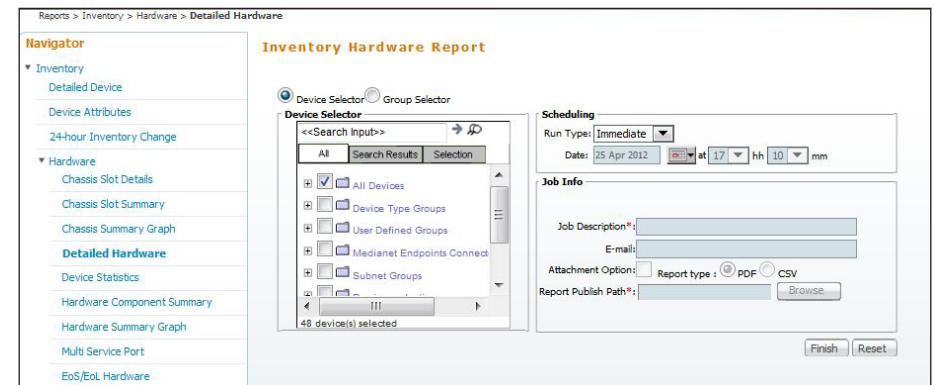 Reports > Inventory > Hardware > Detailed Hardware
Navigator
Inventory
Detailed Device
Device Attributes
24-hour Inventory Change
Hardware
Chassis Slot Details
Chassis Slot Summary
Chassis Summary Graph
Detailed Hardware
Device Statistics
Hardware Component Summary
Hardware Summary Graph
Multi Service Port
EoS/EoL Hardware
Inventory Hardware Report
Device Selector Group Selector
Device Selector
<<Search Input>>
All Search Results Selection
All Devices
Device Type Groups
User Defined Groups
Medianet Endpoints Connect
Subnet Groups
48 device(s) selected
Scheduling
Run Type: Immediate
Date: 25 Apr 2012 at 17 hh 10 mm
Job Info
Job Description*:
E-mail:
Attachment Option: Report type : PDF CSV
Report Publish Path*: Browse
Finish Reset